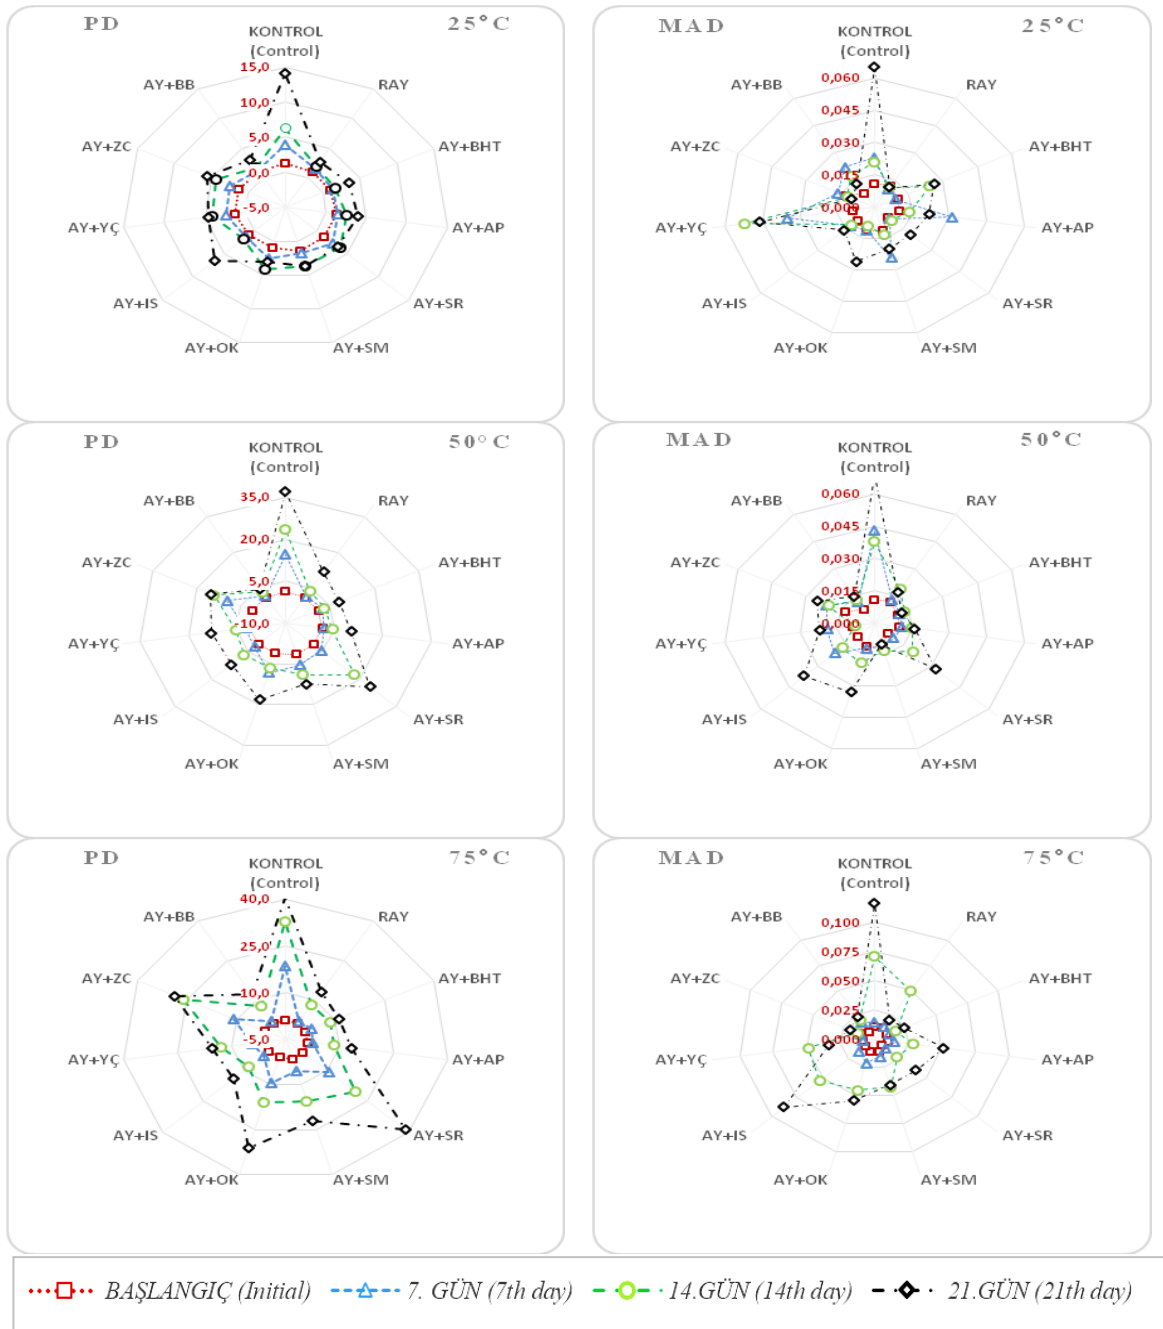 PD 25°C
KONTROL
(Control)
RAY
AY+BHT
AY+AP
AY+SR
AY+SM
AY+OK
AY+IS
AY+YÇ
AY+ZC
AY+BB
15,0
10,0
5,0
0,0
-5,0
MAD 25°C
KONTROL
(Control)
RAY
AY+BHT
AY+AP
AY+SR
AY+SM
AY+OK
AY+IS
AY+YÇ
AY+ZC
AY+BB
0,060
0,045
0,030
0,015
0,000
PD 50°C
KONTROL
(Control)
RAY
AY+BHT
AY+AP
AY+SR
AY+SM
AY+OK
AY+IS
AY+YÇ
AY+ZC
AY+BB
35,0
20,0
5,0
-10,0
MAD 50°C
KONTROL
(Control)
RAY
AY+BHT
AY+AP
AY+SR
AY+SM
AY+OK
AY+IS
AY+YÇ
AY+ZC
AY+BB
0,060
0,045
0,030
0,015
0,000
PD 75°C
KONTROL
(Control)
RAY
AY+BHT
AY+AP
AY+SR
AY+SM
AY+OK
AY+IS
AY+YÇ
AY+ZC
AY+BB
40,0
25,0
10,0
-5,0
MAD 75°C
KONTROL
(Control)
RAY
AY+BHT
AY+AP
AY+SR
AY+SM
AY+OK
AY+IS
AY+YÇ
AY+ZC
AY+BB
0,100
0,075
0,050
0,025
0,000
BAŞLANGIÇ (Initial) 7. GÜN (7th day) 14.GÜN (14th day) 21.GÜN (21th day)